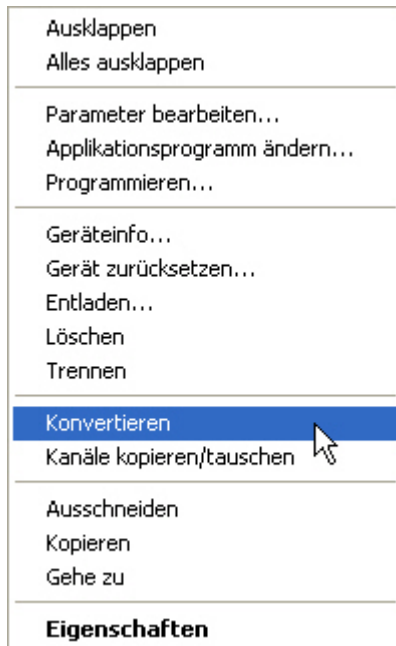 Ausklappen
Alles ausklappen
Parameter bearbeiten...
Applikationsprogramm ändern...
Programmieren...
Geräteinfo...
Gerät zurücksetzen...
Entladen...
Löschen
Trennen
Konvertieren
Kanäle kopieren/tauschen
Ausschneiden
Kopieren
Gehe zu
Eigenschaften